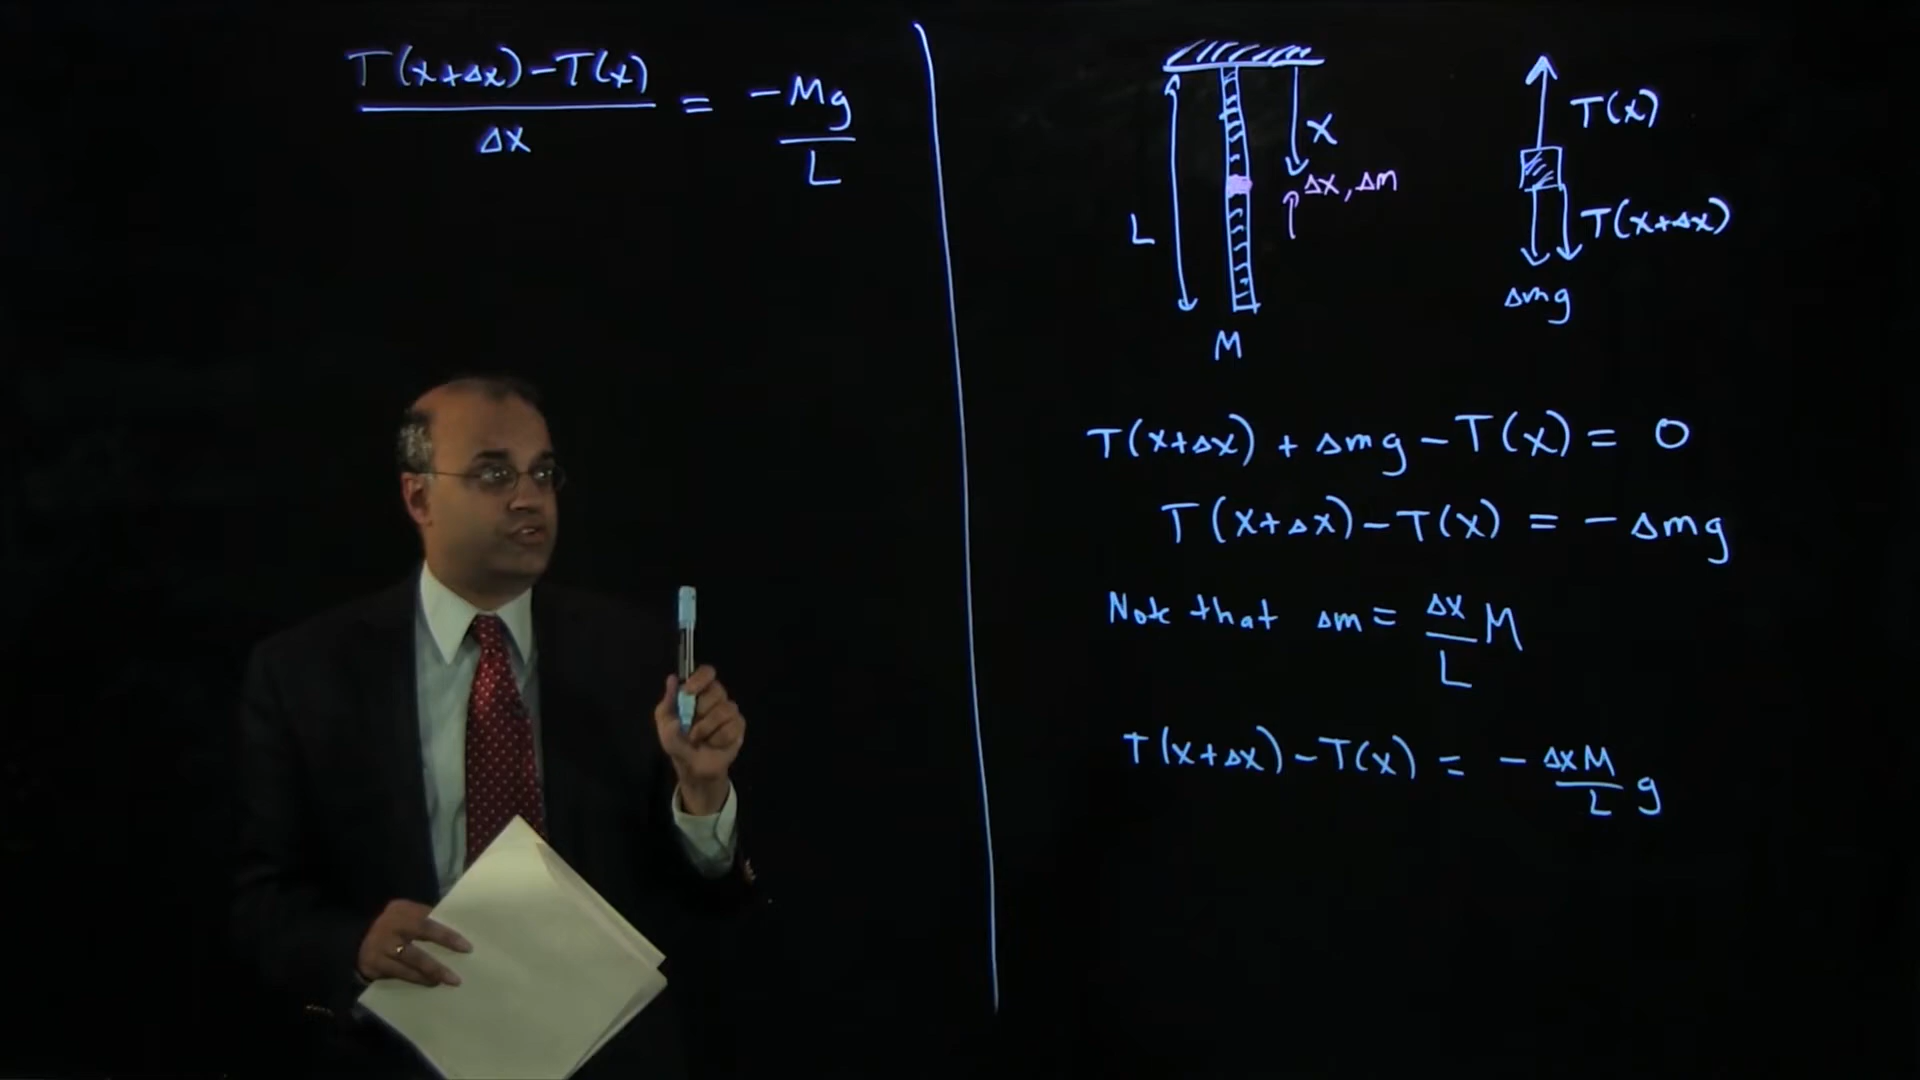 T(x+Δx)-T(x)
Δx
= -Mg
L
X
Δx, Δm
L
M
T(x)
T(x+Δx)
Δmg
T(x+Δx) + Δmg - T(x) = 0
T(x+Δx) - T(x) = - Δmg
Note that Δm = Δx/L M
T(x+Δx) - T(x) = - ΔxM/L g